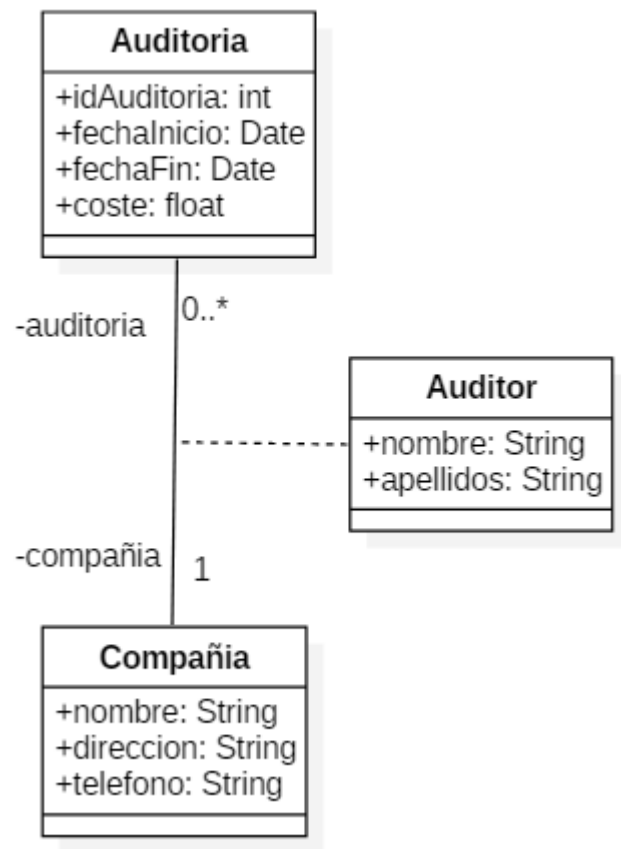 Auditoria
+idAuditoria: int
+fechaInicio: Date
+fechaFin: Date
+coste: float
0..*
-auditoria
Auditor
+nombre: String
+apellidos: String
-compañia
1
Compañia
+nombre: String
+direccion: String
+telefono: String